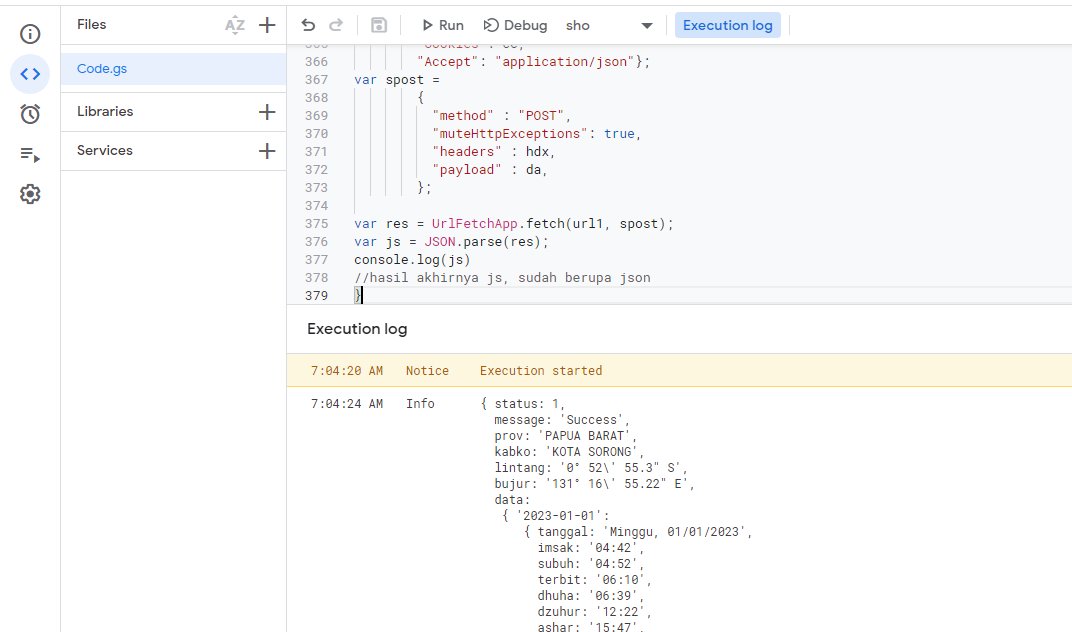 Files
AZ
Run
Debug
sho
Execution log
Code.gs
Libraries
Services
366 "Accept": "application/json"};
367 var spost =
368 {
369 "method" : "POST",
370 "muteHttpExceptions": true,
371 "headers" : hdx,
372 "payload" : da,
373 };
374
375 var res = UrlFetchApp.fetch(url1, spost);
376 var js = JSON.parse(res);
377 console.log(js)
378 //hasil akhirnya js, sudah berupa json
379 }
Execution log
7:04:20 AM Notice Execution started
7:04:24 AM Info { status: 1,
message: 'Success',
prov: 'PAPUA BARAT',
kabko: 'KOTA SORONG',
lintang: '0° 52\' 55.3" S',
bujur: '131° 16\' 55.22" E',
data:
{ '2023-01-01':
{ tanggal: 'Minggu, 01/01/2023',
imsak: '04:42',
subuh: '04:52',
terbit: '06:10',
dhuha: '06:39',
dzuhur: '12:22',
ashar: '15:47',